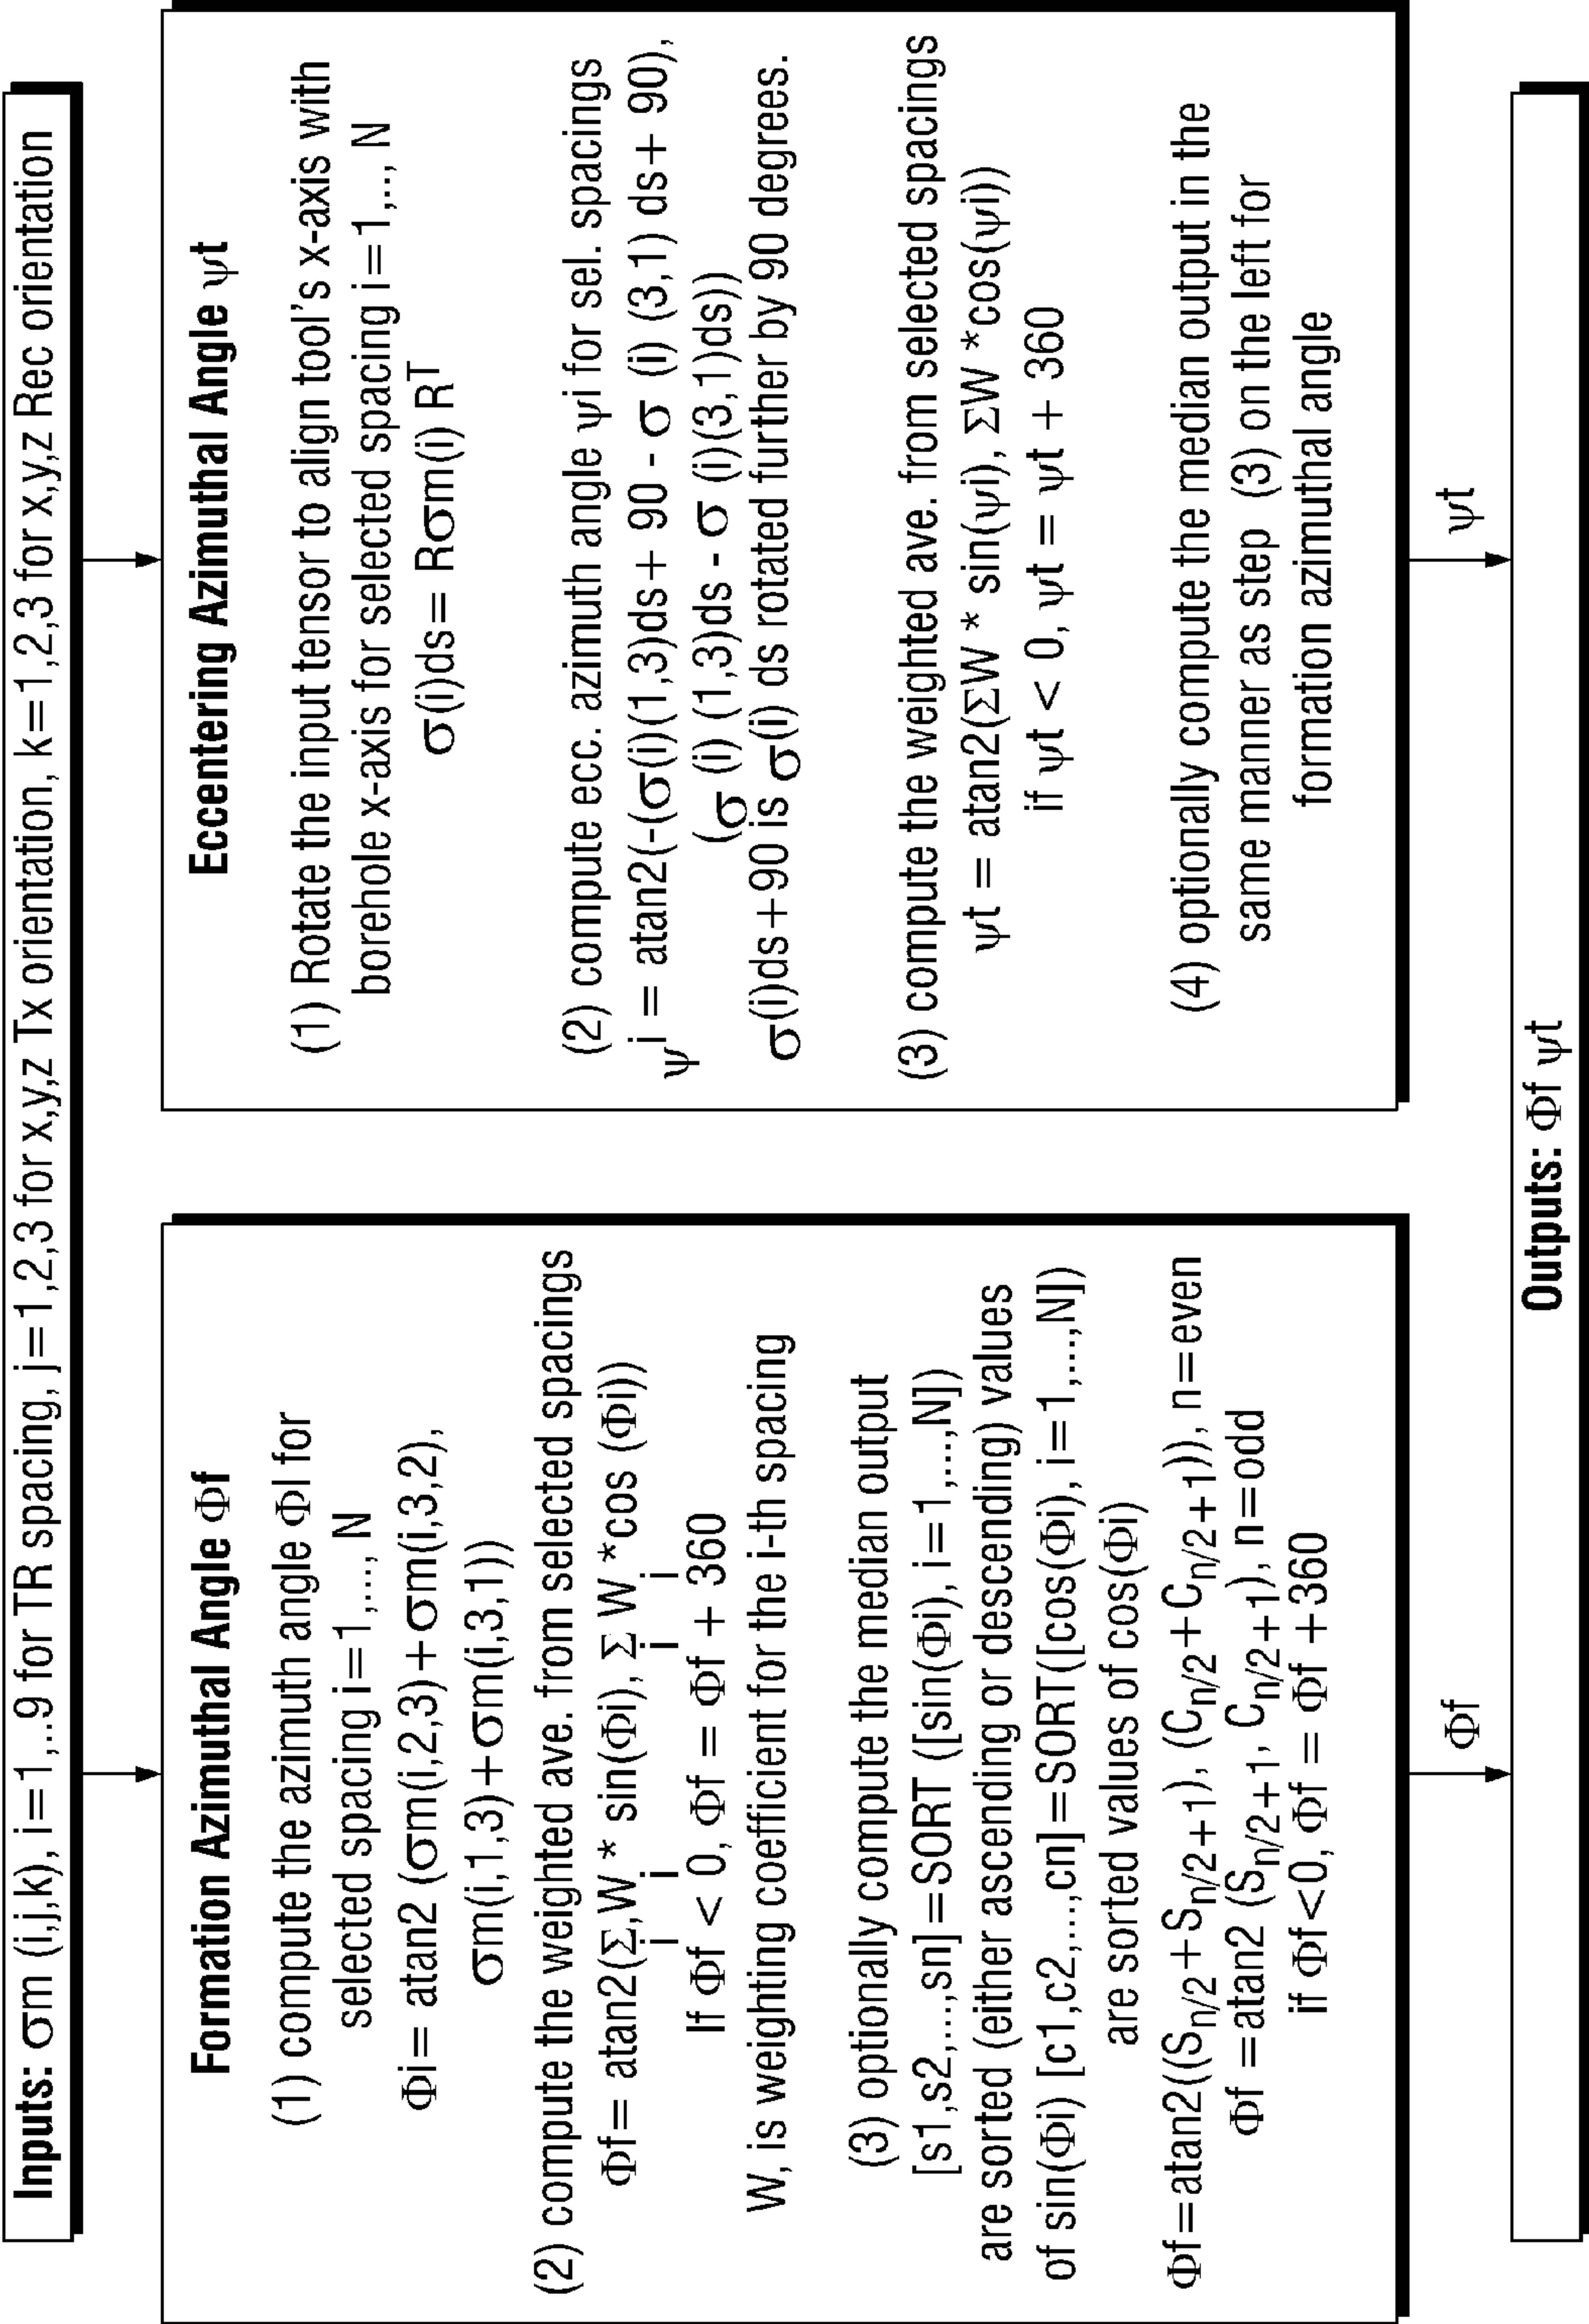 Inputs: σm (i,j,k), i=1,..9 for TR spacing, j=1,2,3 for x,y,z Tx orientation, k=1,2,3 for x,y,z Rec orientation
Formation Azimuthal Angle Φf
(1) compute the azimuth angle ΦI for
selected spacing i=1,..., N
Φi= atan2 (σm(i,2,3)+σm(i,3,2),
σm(i,1,3)+σm(i,3,1))
(2) compute the weighted ave. from selected spacings
Φf= atan2(Σ,W * sin(Φi), Σ W *cos (Φi))
i i i i
If Φf < 0, Φf = Φf + 360
W, is weighting coefficient for the i-th spacing
(3) optionally compute the median output
[s1,s2,...,sn]=SORT ([sin(Φi), i=1,...,N])
are sorted (either ascending or descending) values
of sin(Φi) [c1,c2,...,cn]=SORT([cos(Φi), i=1,...,N])
are sorted values of cos(Φi)
Φf=atan2((Sn/2+Sn/2+1), (Cn/2+Cn/2+1)), n=even
Φf =atan2 (Sn/2+1, Cn/2+1), n=odd
if Φf<0, Φf = Φf +360
Φf
Eccentering Azimuthal Angle ψt
(1) Rotate the input tensor to align tool's x-axis with
borehole x-axis for selected spacing i=1,.., N
σ(i)ds= Rσm(i) RT
(2) compute ecc. azimuth angle ψi for sel. spacings
ψi = atan2(-(σ(i)(1,3)ds+ 90 - σ (i) (3,1) ds+ 90),
(σ (i) (1,3)ds - σ (i)(3,1)ds))
σ(i)ds+90 is σ(i) ds rotated further by 90 degrees.
(3) compute the weighted ave. from selected spacings
ψt = atan2(ΣW * sin(ψi), ΣW *cos(ψi))
if ψt < 0, ψt = ψt + 360
(4) optionally compute the median output in the
same manner as step (3) on the left for
formation azimuthal angle
ψt
Outputs: Φf ψt